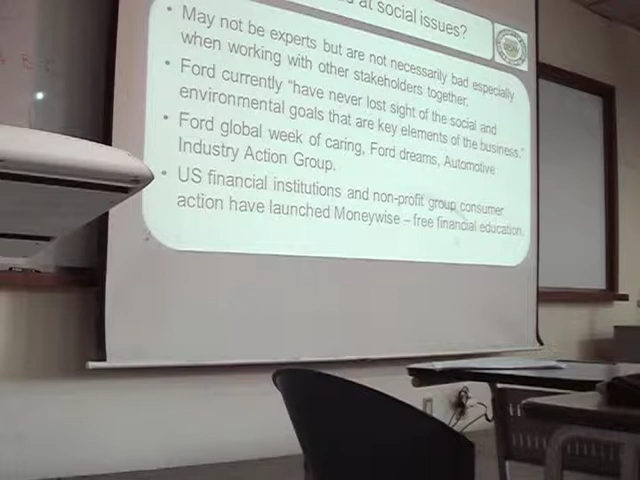 at social issues?
• May not be experts but are not necessarily bad especially
when working with other stakeholders together.
• Ford currently “have never lost sight of the social and
environmental goals that are key elements of the business.”
• Ford global week of caring, Ford dreams, Automotive
Industry Action Group.
• US financial institutions and non-profit group consumer
action have launched Moneywise – free financial education.